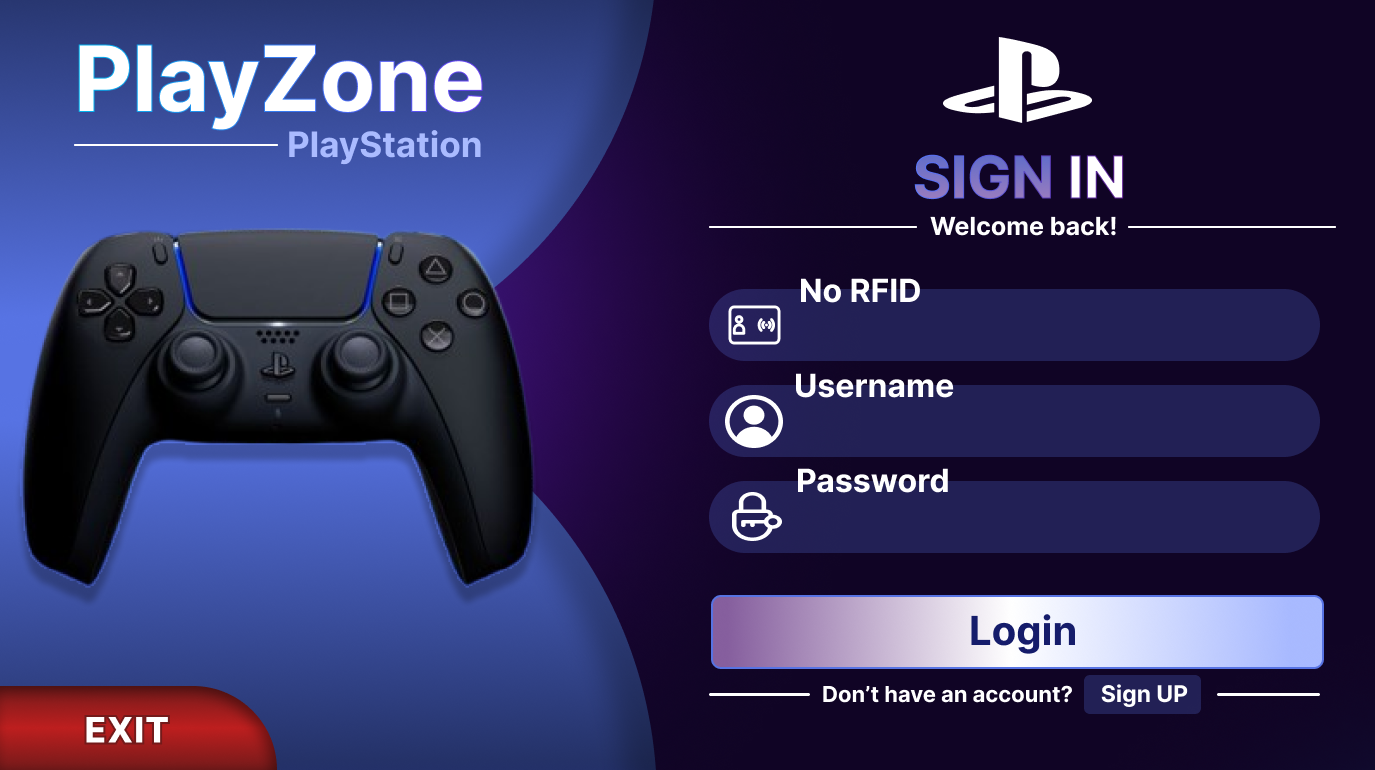 PlayZone
PlayStation
SIGN IN
Welcome back!
No RFID
Username
Password
Login
Don’t have an account? Sign UP
EXIT